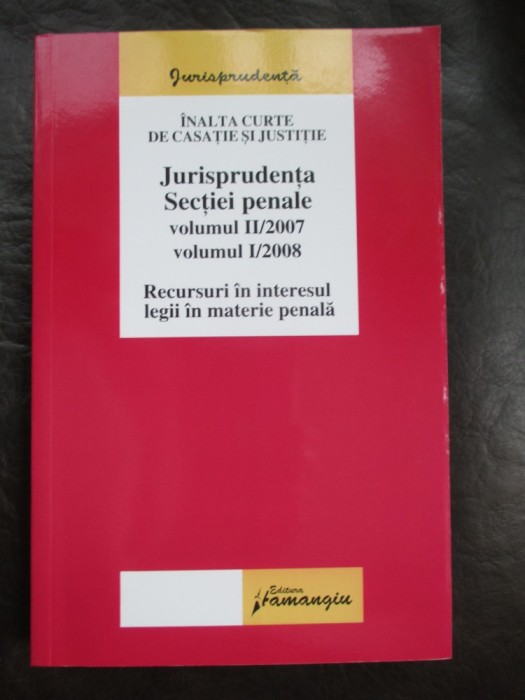 Jurisprudență
ÎNALTA CURTE
DE CASAȚIE ȘI JUSTIȚIE
Jurisprudența
Secției penale
volumul II/2007
volumul I/2008
Recursuri în interesul
legii în materie penală
Editura
Hamangiu